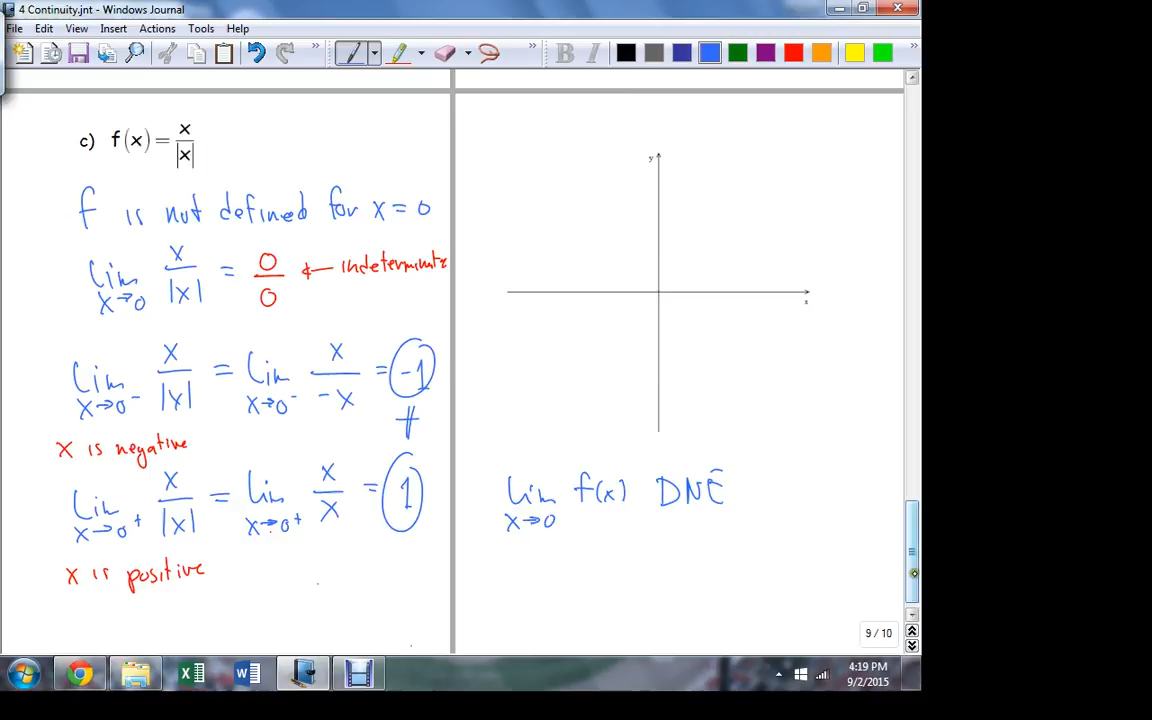 4 Continuity.jnt - Windows Journal
File Edit View Insert Actions Tools Help
c) f(x) = x/|x|
f is not defined for x = 0
lim x→0 x/|x| = 0/0 ← indeterminate
lim x→0⁻ x/|x| = lim x→0⁻ x/-x = -1
≠
x is negative
lim x→0⁺ x/|x| = lim x→0⁺ x/x = 1
x is positive
y
x
lim x→0 f(x) DNE
9 / 10
4:19 PM
9/2/2015